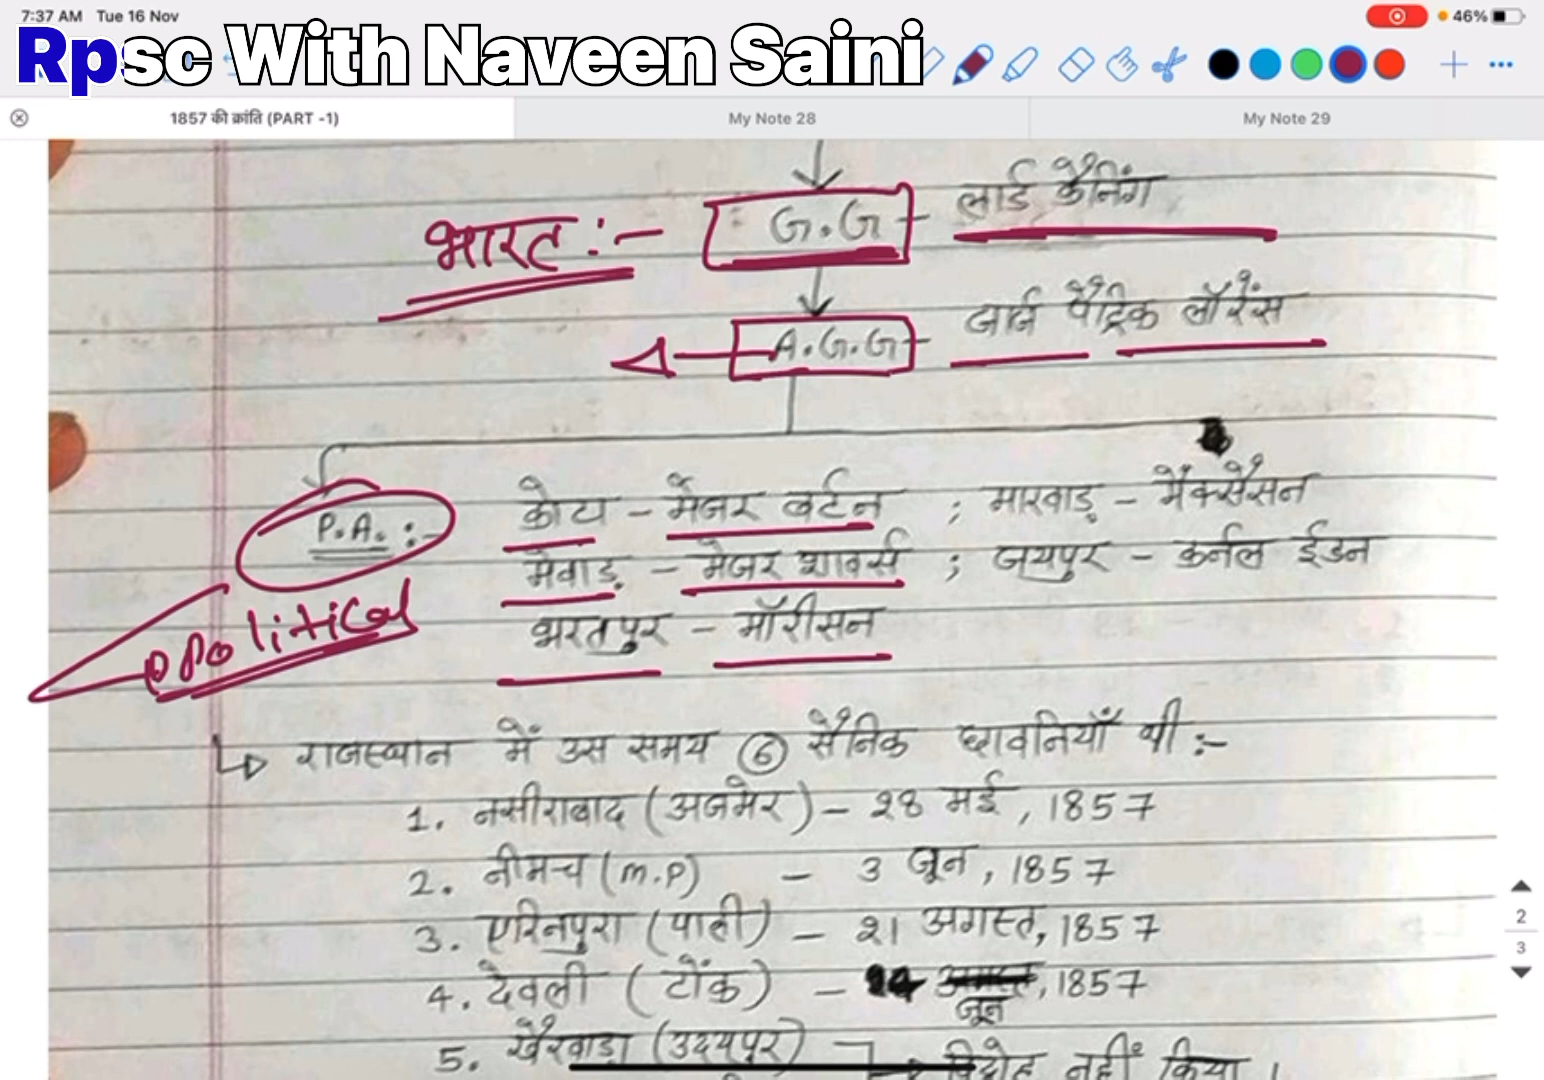 7:37 AM Tue 16 Nov
46%
Rpsc With Naveen Saini
1857 की क्रांति (PART -1)
My Note 28
My Note 29
भारत :- G.G - लार्ड कैनिंग
A.G.G - जार्ज पैट्रिक लॉरेंस
P.A. :- कोटा - मेजर बर्टन ; मारवाड़ - मैक्सैसन
मेवाड़ - मेजर शावर्स ; जयपुर - कर्नल ईडन
Political
भरतपुर - मॉरीसन
राजस्थान में उस समय 6 सैनिक छावनियाँ थी :-
1. नसीराबाद (अजमेर) - 28 मई, 1857
2. नीमच (m.p) - 3 जून, 1857
3. एरिनपुरा (पाली) - 21 अगस्त, 1857
4. देवली (टोंक) - जून, 1857
5. खैरवाड़ा (उदयपुर) विद्रोह नहीं किया।
2
3